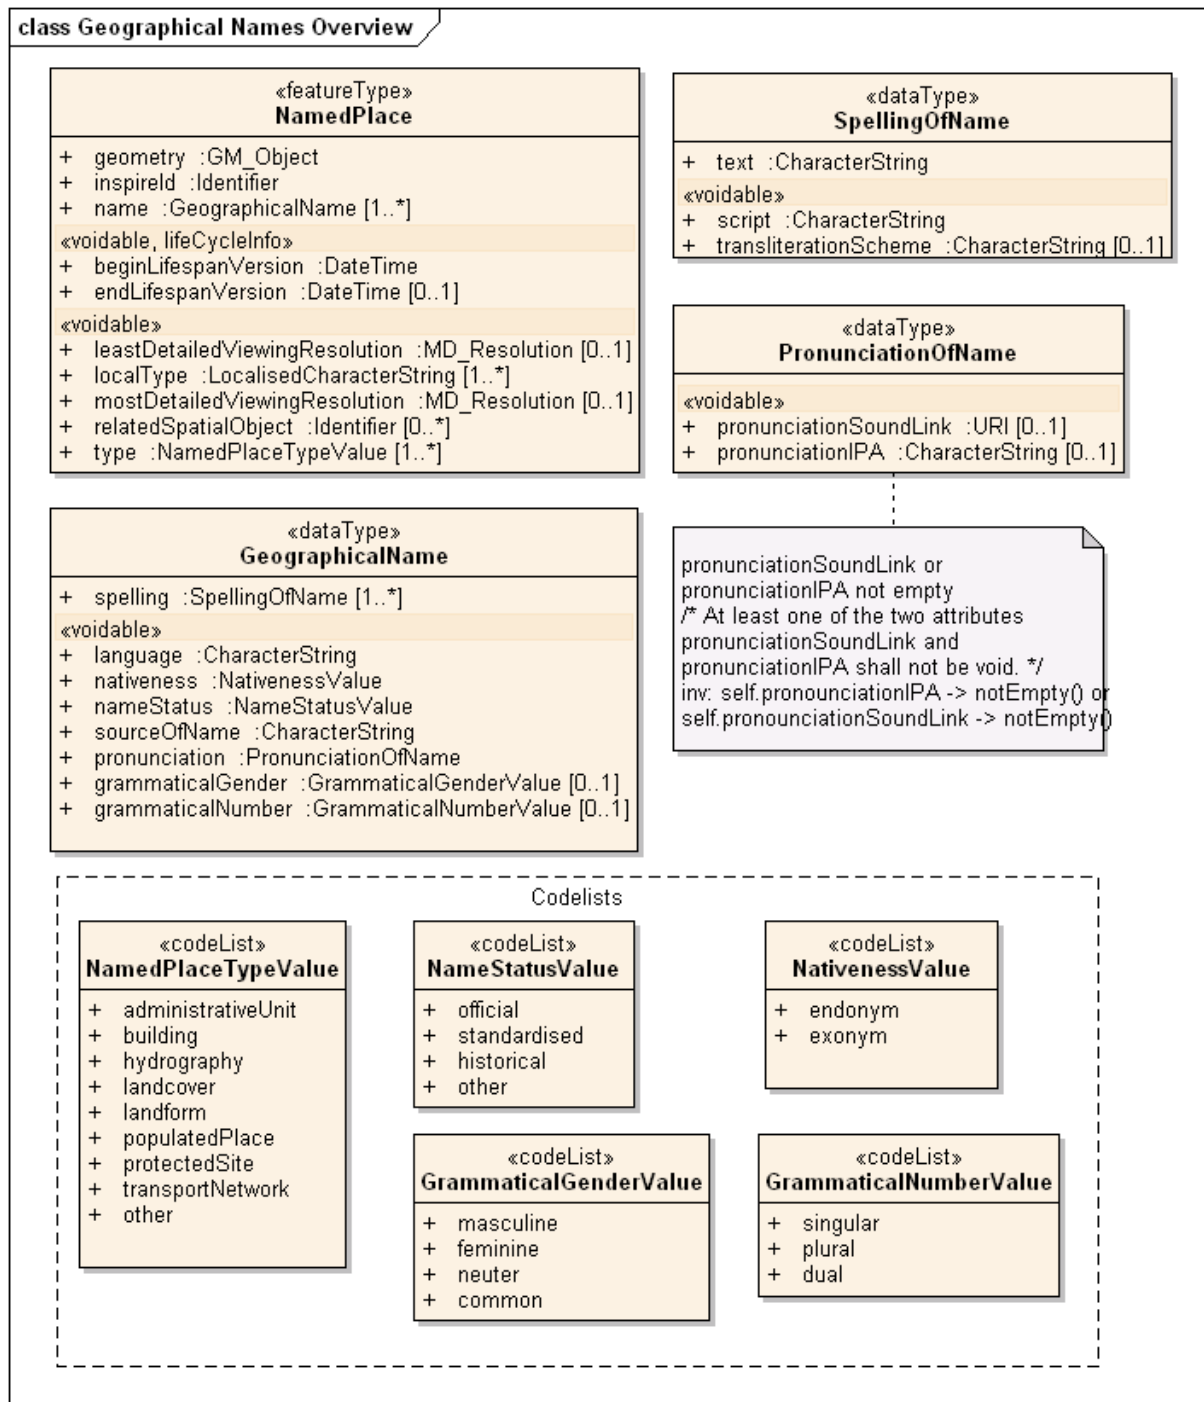 class Geographical Names Overview
«featureType»
NamedPlace
+ geometry :GM_Object
+ inspireId :Identifier
+ name :GeographicalName [1..*]
«voidable, lifeCycleInfo»
+ beginLifespanVersion :DateTime
+ endLifespanVersion :DateTime [0..1]
«voidable»
+ leastDetailedViewingResolution :MD_Resolution [0..1]
+ localType :LocalisedCharacterString [1..*]
+ mostDetailedViewingResolution :MD_Resolution [0..1]
+ relatedSpatialObject :Identifier [0..*]
+ type :NamedPlaceTypeValue [1..*]
«dataType»
SpellingOfName
+ text :CharacterString
«voidable»
+ script :CharacterString
+ transliterationScheme :CharacterString [0..1]
«dataType»
PronunciationOfName
«voidable»
+ pronunciationSoundLink :URI [0..1]
+ pronunciationIPA :CharacterString [0..1]
«dataType»
GeographicalName
+ spelling :SpellingOfName [1..*]
«voidable»
+ language :CharacterString
+ nativeness :NativenessValue
+ nameStatus :NameStatusValue
+ sourceOfName :CharacterString
+ pronunciation :PronunciationOfName
+ grammaticalGender :GrammaticalGenderValue [0..1]
+ grammaticalNumber :GrammaticalNumberValue [0..1]
pronunciationSoundLink or
pronunciationIPA not empty
/* At least one of the two attributes
pronunciationSoundLink and
pronunciationIPA shall not be void. */
inv: self.pronounciationIPA -> notEmpty() or
self.pronounciationSoundLink -> notEmpty()
Codelists
«codeList»
NamedPlaceTypeValue
+ administrativeUnit
+ building
+ hydrography
+ landcover
+ landform
+ populatedPlace
+ protectedSite
+ transportNetwork
+ other
«codeList»
NameStatusValue
+ official
+ standardised
+ historical
+ other
«codeList»
NativenessValue
+ endonym
+ exonym
«codeList»
GrammaticalGenderValue
+ masculine
+ feminine
+ neuter
+ common
«codeList»
GrammaticalNumberValue
+ singular
+ plural
+ dual